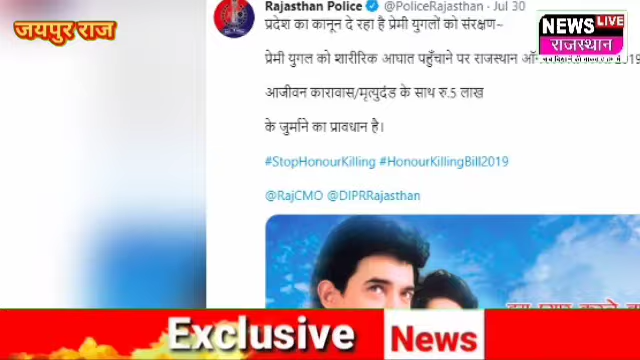 जयपुर राज
Rajasthan Police @PoliceRajasthan · Jul 30
NEWS LIVE
राजस्थान
प्रदेश का कानून दे रहा है प्रेमी युगलों को संरक्षण~
प्रेमी युगल को शारीरिक आघात पहुँचाने पर राजस्थान 2019
आजीवन कारावास/मृत्युदंड के साथ रु.5 लाख
के जुर्माने का प्रावधान है।
#StopHonourKilling #HonourKillingBill2019
@RajCMO @DIPRRajasthan
Exclusive News